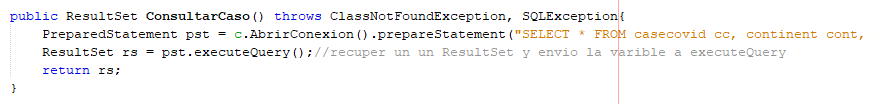 public ResultSet ConsultarCaso() throws ClassNotFoundException, SQLException{
PreparedStatement pst = c.AbrirConexion().prepareStatement("SELECT * FROM casecovid cc, continent cont,
ResultSet rs = pst.executeQuery();//recuper un un ResultSet y envio la varible a executeQuery
return rs;
}